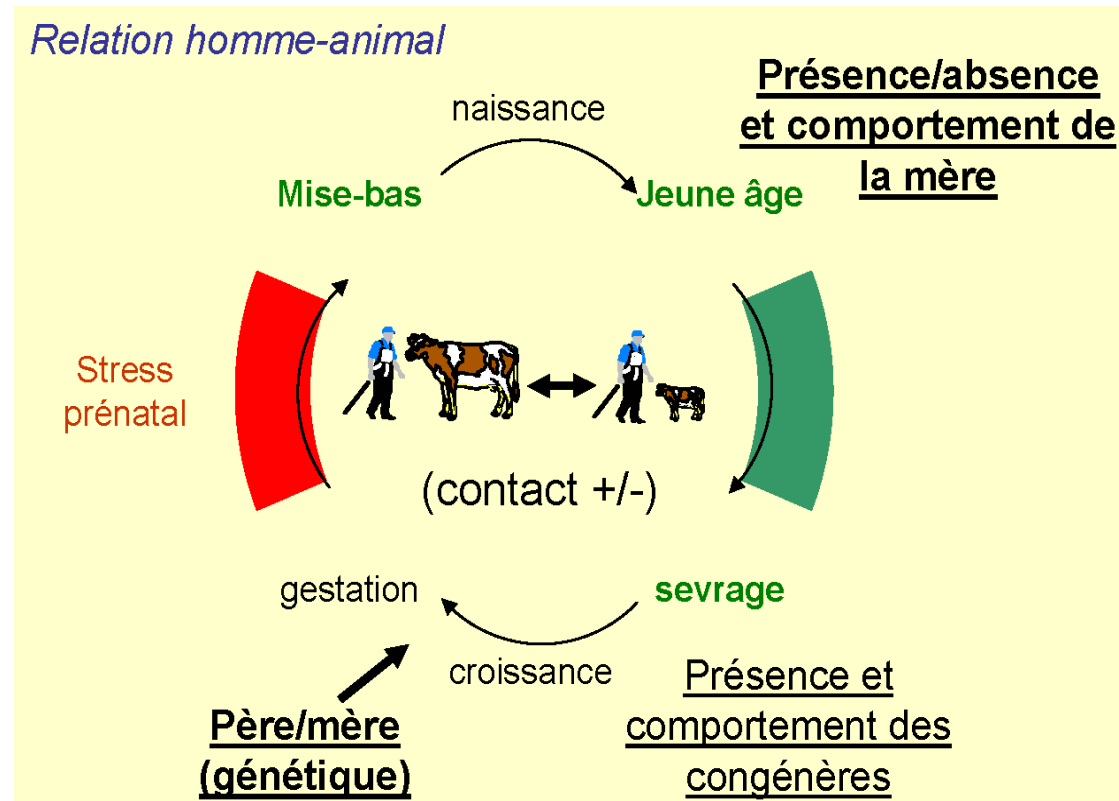 Relation homme-animal
Présence/absence
et comportement de
la mère
naissance
Mise-bas
Jeune âge
Stress
prénatal
(contact +/-)
gestation
sevrage
croissance
Père/mère
(génétique)
Présence et
comportement des
congénères